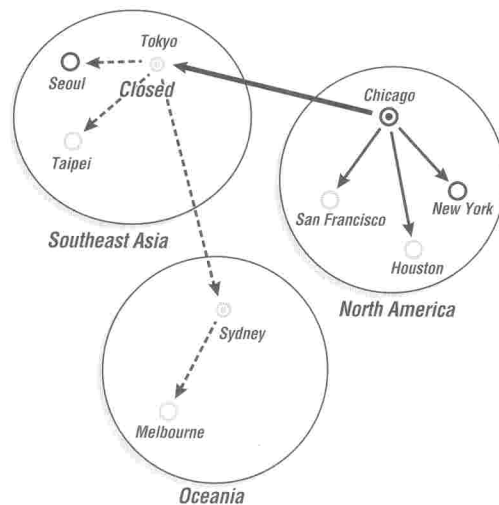 Tokyo
Seoul
Closed
Chicago
Taipei
San Francisco
New York
Southeast Asia
Houston
North America
Sydney
Melbourne
Oceania